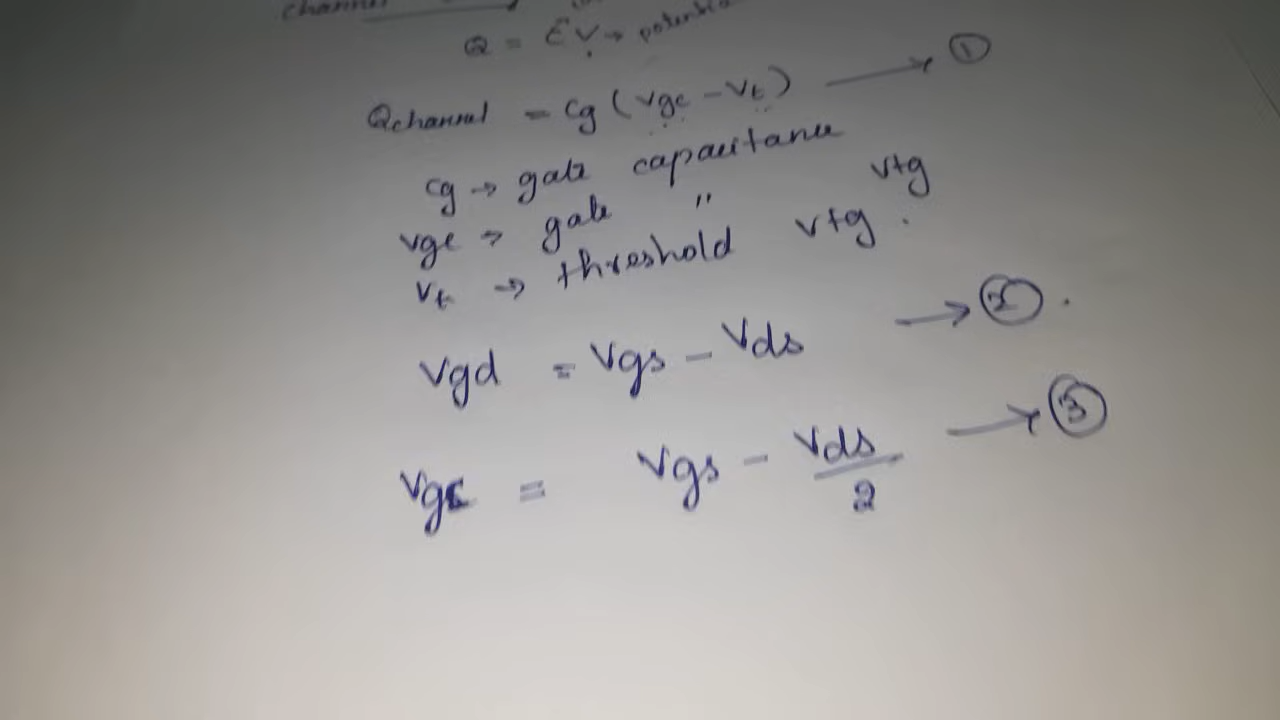 channel
Q = CV → potential
Qchannel = Cg (Vgc - Vt) → ①
Cg → gate capacitance
Vgc → gate " Vtg
Vt → threshold Vtg.
Vgd = Vgs - Vds → ②.
Vgc = Vgs - Vds/2 → ③